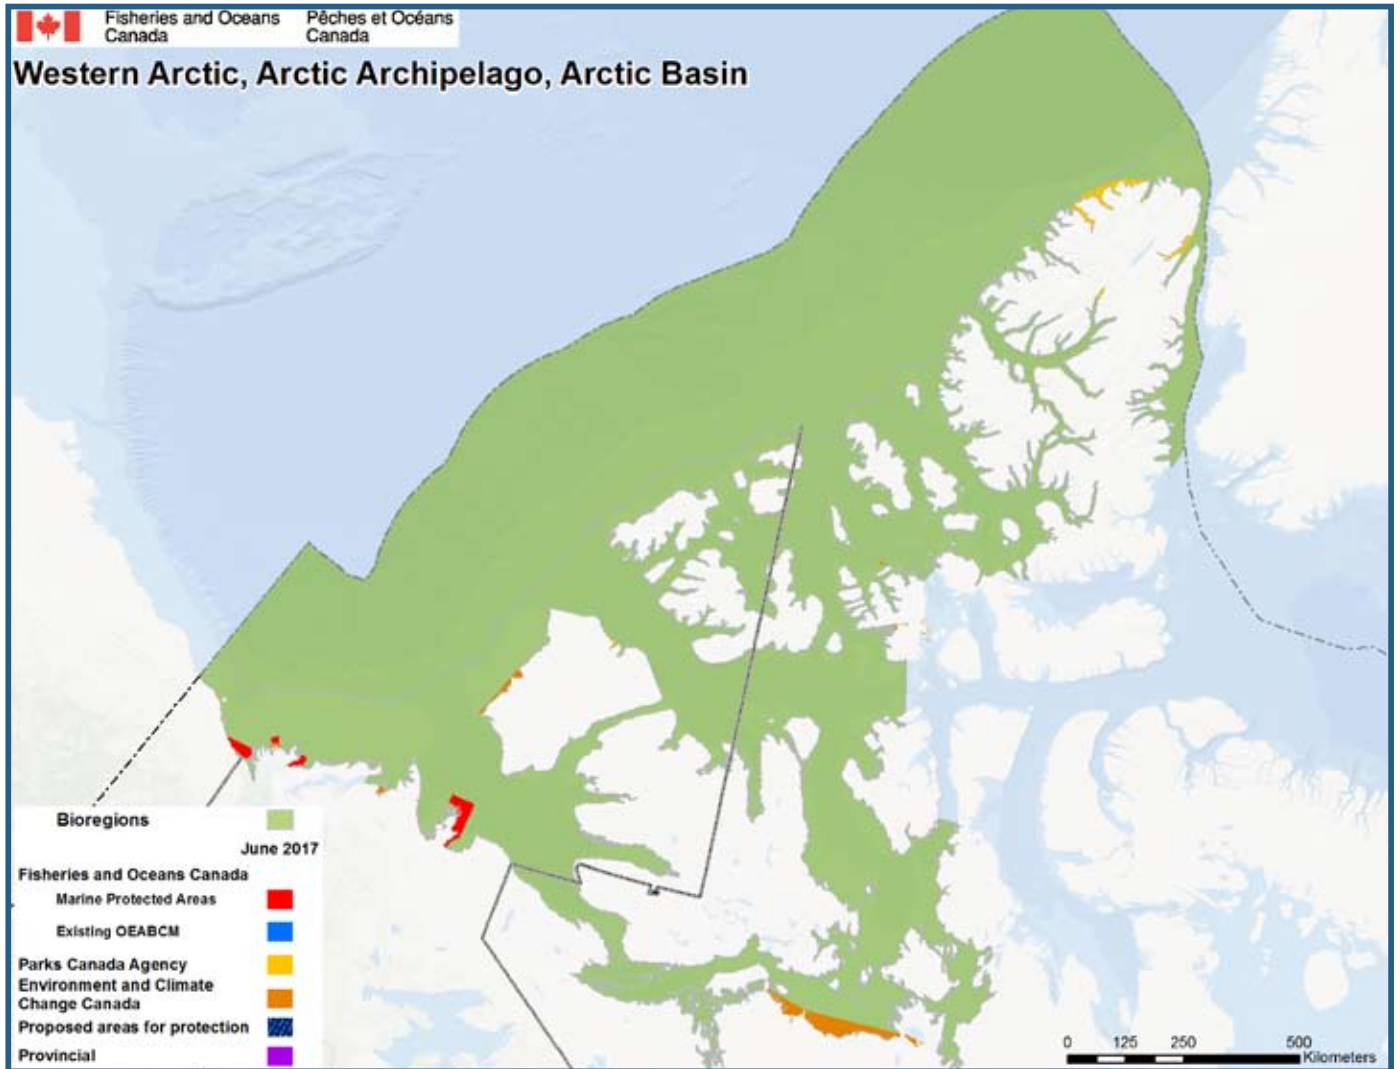 Fisheries and Oceans Pêches et Océans
Canada Canada
Western Arctic, Arctic Archipelago, Arctic Basin
Bioregions
June 2017
Fisheries and Oceans Canada
Marine Protected Areas
Existing OEABCM
Parks Canada Agency
Environment and Climate
Change Canada
Proposed areas for protection
Provincial
0 125 250 500
Kilometers